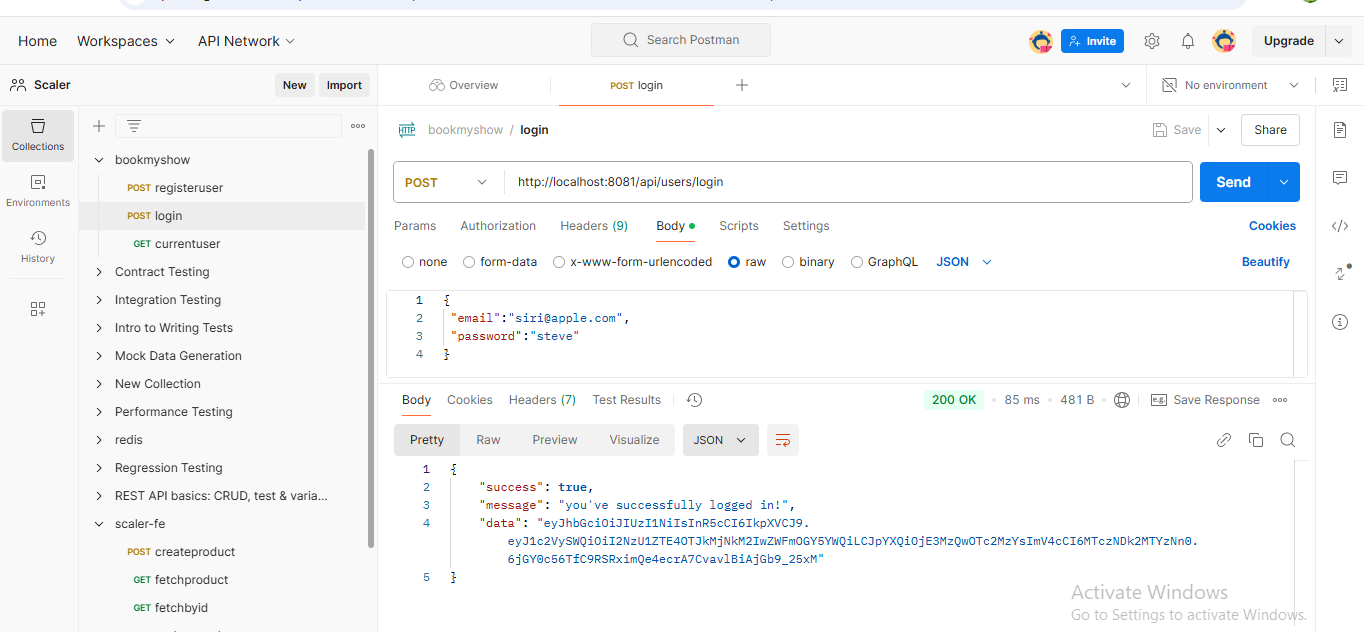 Home Workspaces API Network Search Postman Invite Upgrade
Scaler New Import Overview POST login No environment
Collections
Environments
History
bookmyshow
POST registeruser
POST login
GET currentuser
Contract Testing
Integration Testing
Intro to Writing Tests
Mock Data Generation
New Collection
Performance Testing
redis
Regression Testing
REST API basics: CRUD, test & varia...
scaler-fe
POST createproduct
GET fetchproduct
GET fetchbyid
HTTP bookmyshow / login Save Share
POST http://localhost:8081/api/users/login Send
Params Authorization Headers (9) Body Scripts Settings Cookies
none form-data x-www-form-urlencoded raw binary GraphQL JSON Beautify
1 {
2 "email":"siri@apple.com",
3 "password":"steve"
4 }
Body Cookies Headers (7) Test Results 200 OK 85 ms 481 B e.g. Save Response
Pretty Raw Preview Visualize JSON
1 {
2 "success": true,
3 "message": "you've successfully logged in!",
4 "data": "eyJhbGciOiJIUzI1NiIsInR5cCI6IkpXVCJ9.
eyJ1c2VySWQiOiI2NzU1ZTE4OTJkMjNkM2IwZWFmOGY5YWQiLCJpYXQiOjE3MzQwOTc2MzYsImV4cCI6MTczNDk2MTYzNn0.
6jGY0c56TfC9RSRximQe4ecrA7CvavlBiAjGb9_25xM"
5 }
Activate Windows
Go to Settings to activate Windows.